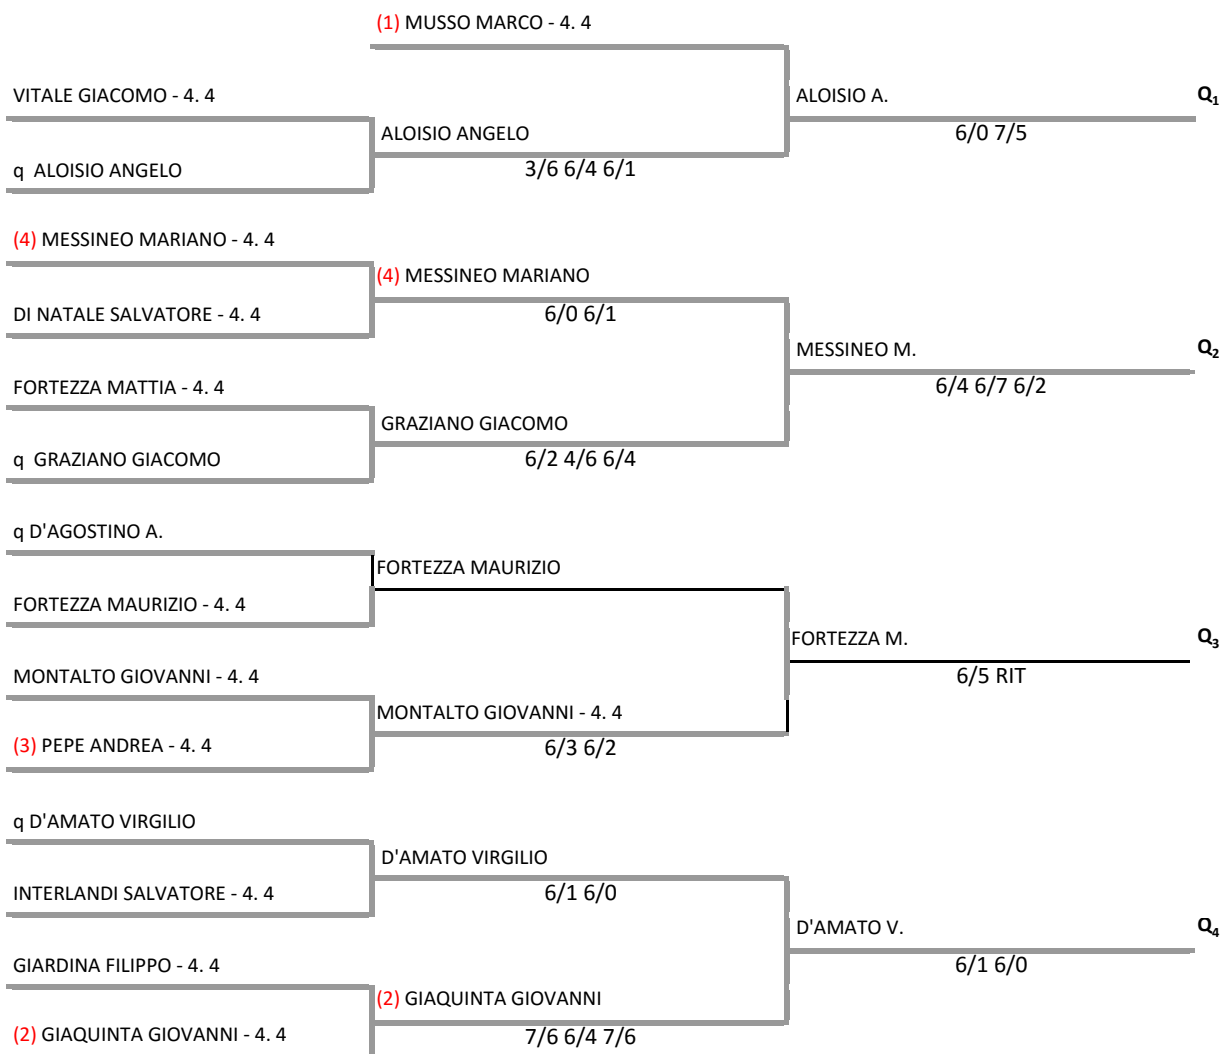 (1) MUSSO MARCO - 4. 4
VITALE GIACOMO - 4. 4
ALOISIO A.
Q1
ALOISIO ANGELO
6/0 7/5
q ALOISIO ANGELO
3/6 6/4 6/1
(4) MESSINEO MARIANO - 4. 4
(4) MESSINEO MARIANO
DI NATALE SALVATORE - 4. 4
6/0 6/1
MESSINEO M.
Q2
FORTEZZA MATTIA - 4. 4
6/4 6/7 6/2
GRAZIANO GIACOMO
q GRAZIANO GIACOMO
6/2 4/6 6/4
q D'AGOSTINO A.
FORTEZZA MAURIZIO
FORTEZZA MAURIZIO - 4. 4
FORTEZZA M.
Q3
MONTALTO GIOVANNI - 4. 4
6/5 RIT
MONTALTO GIOVANNI - 4. 4
(3) PEPE ANDREA - 4. 4
6/3 6/2
q D'AMATO VIRGILIO
D'AMATO VIRGILIO
INTERLANDI SALVATORE - 4. 4
6/1 6/0
D'AMATO V.
Q4
GIARDINA FILIPPO - 4. 4
6/1 6/0
(2) GIAQUINTA GIOVANNI
(2) GIAQUINTA GIOVANNI - 4. 4
7/6 6/4 7/6